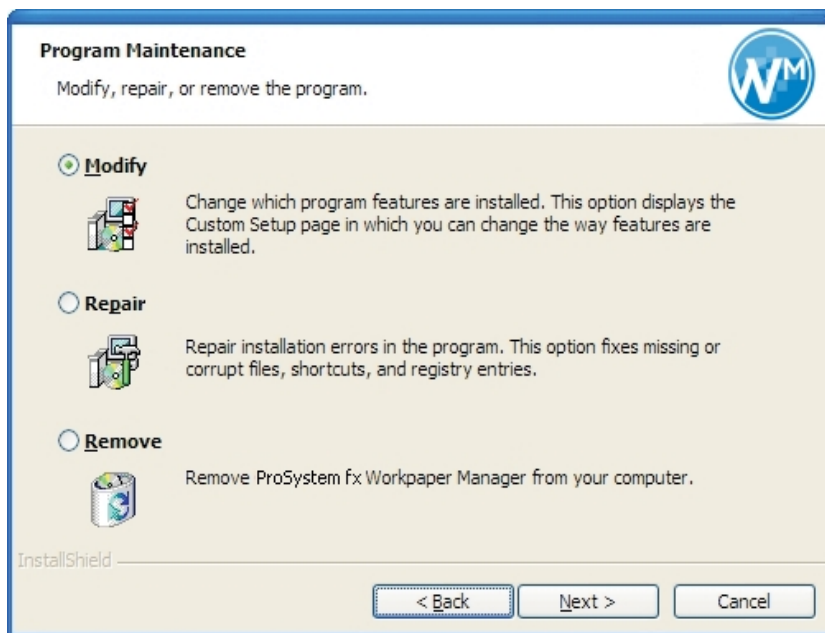 Program Maintenance
Modify, repair, or remove the program.
WM
Modify
Change which program features are installed. This option displays the
Custom Setup page in which you can change the way features are
installed.
Repair
Repair installation errors in the program. This option fixes missing or
corrupt files, shortcuts, and registry entries.
Remove
Remove ProSystem fx Workpaper Manager from your computer.
InstallShield
< Back
Next >
Cancel